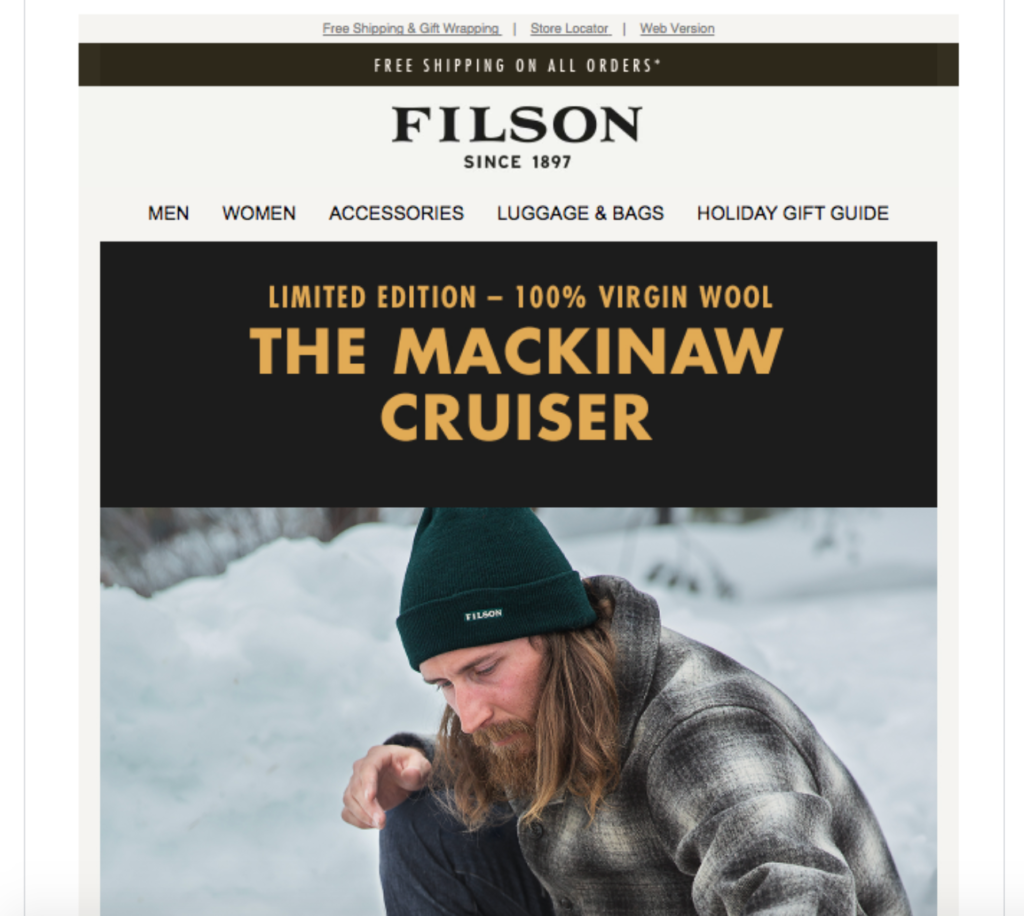 Free Shipping & Gift Wrapping | Store Locator | Web Version
FREE SHIPPING ON ALL ORDERS*
FILSON
SINCE 1897
MEN WOMEN ACCESSORIES LUGGAGE & BAGS HOLIDAY GIFT GUIDE
LIMITED EDITION – 100% VIRGIN WOOL
THE MACKINAW
CRUISER
FILSON